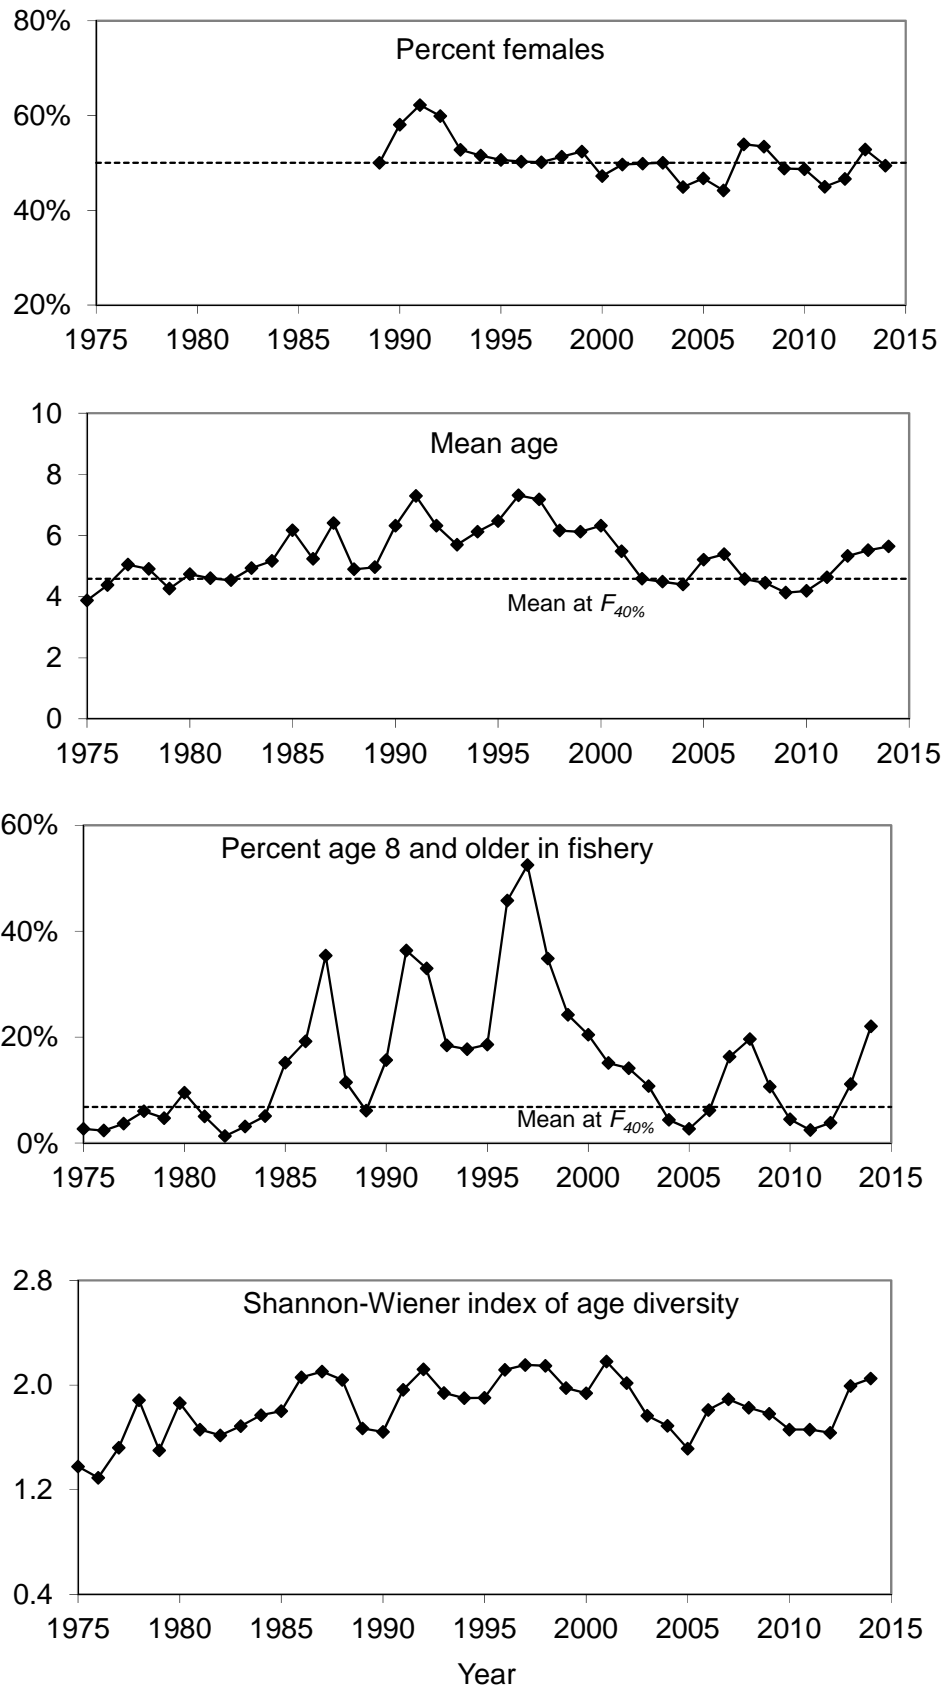 80%
Percent females
60%
40%
20%
1975 1980 1985 1990 1995 2000 2005 2010 2015
10
Mean age
8
6
4
Mean at F40%
2
0
1975 1980 1985 1990 1995 2000 2005 2010 2015
60%
Percent age 8 and older in fishery
40%
20%
Mean at F40%
0%
1975 1980 1985 1990 1995 2000 2005 2010 2015
2.8
Shannon-Wiener index of age diversity
2.0
1.2
0.4
1975 1980 1985 1990 1995 2000 2005 2010 2015
Year